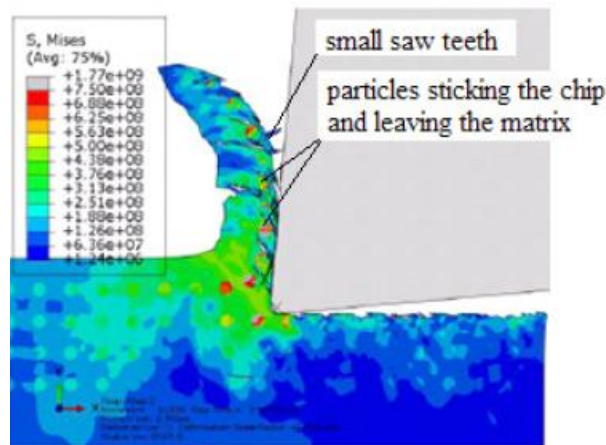 S, Mises
(Avg: 75%)
+1.77e+09
+7.50e+08
+6.88e+08
+6.25e+08
+5.63e+08
+5.00e+08
+4.38e+08
+3.76e+08
+3.13e+08
+2.51e+08
+1.88e+08
+1.26e+08
+6.36e+07
+1.24e+06
small saw teeth
particles sticking the chip
and leaving the matrix
X